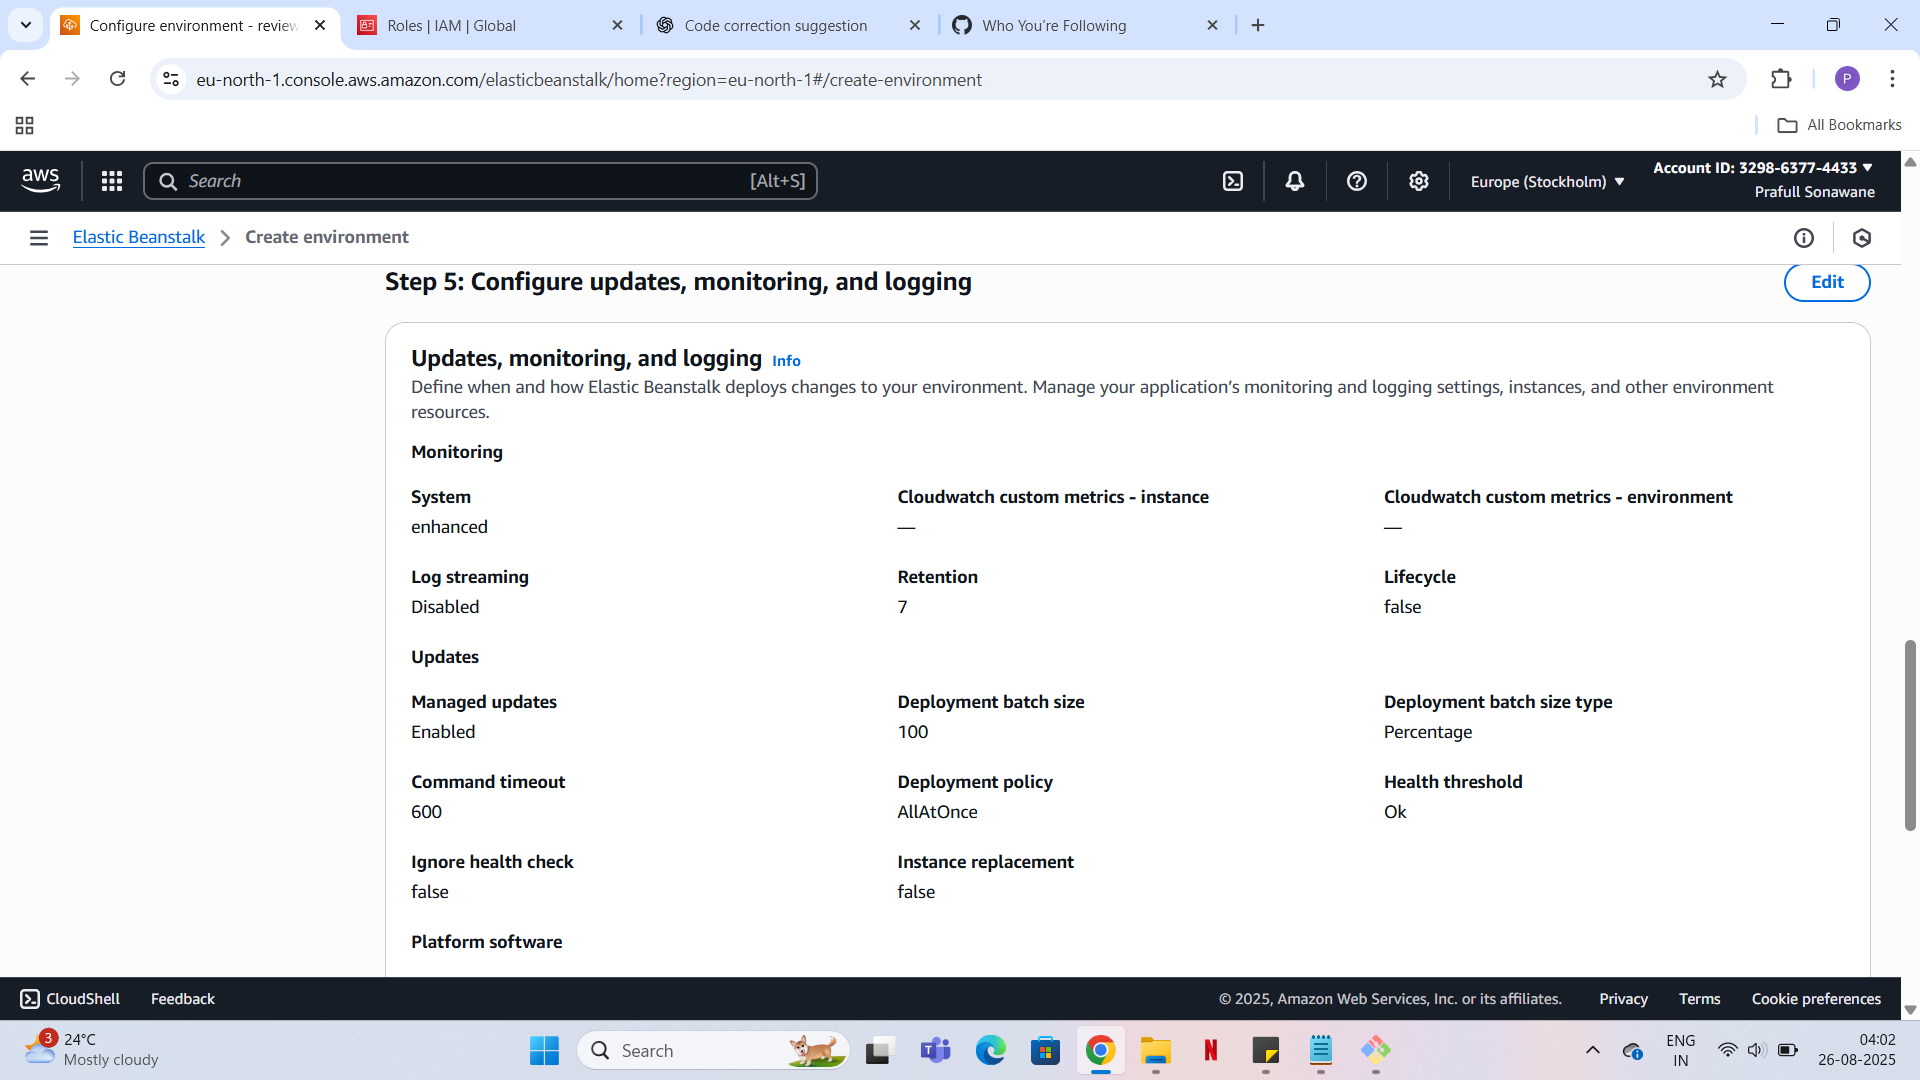 Configure environment - review
Roles | IAM | Global
Code correction suggestion
Who You're Following
eu-north-1.console.aws.amazon.com/elasticbeanstalk/home?region=eu-north-1#/create-environment
P
All Bookmarks
aws
Search
[Alt+S]
Europe (Stockholm)
Account ID: 3298-6377-4433
Prafull Sonawane
Elastic Beanstalk > Create environment
Step 5: Configure updates, monitoring, and logging
Edit
Updates, monitoring, and logging Info
Define when and how Elastic Beanstalk deploys changes to your environment. Manage your application's monitoring and logging settings, instances, and other environment
resources.
Monitoring
System
enhanced
Cloudwatch custom metrics - instance
—
Cloudwatch custom metrics - environment
—
Log streaming
Disabled
Retention
7
Lifecycle
false
Updates
Managed updates
Enabled
Deployment batch size
100
Deployment batch size type
Percentage
Command timeout
600
Deployment policy
AllAtOnce
Health threshold
Ok
Ignore health check
false
Instance replacement
false
Platform software
CloudShell
Feedback
© 2025, Amazon Web Services, Inc. or its affiliates.
Privacy
Terms
Cookie preferences
3
24°C
Mostly cloudy
Search
N
ENG
IN
04:02
26-08-2025